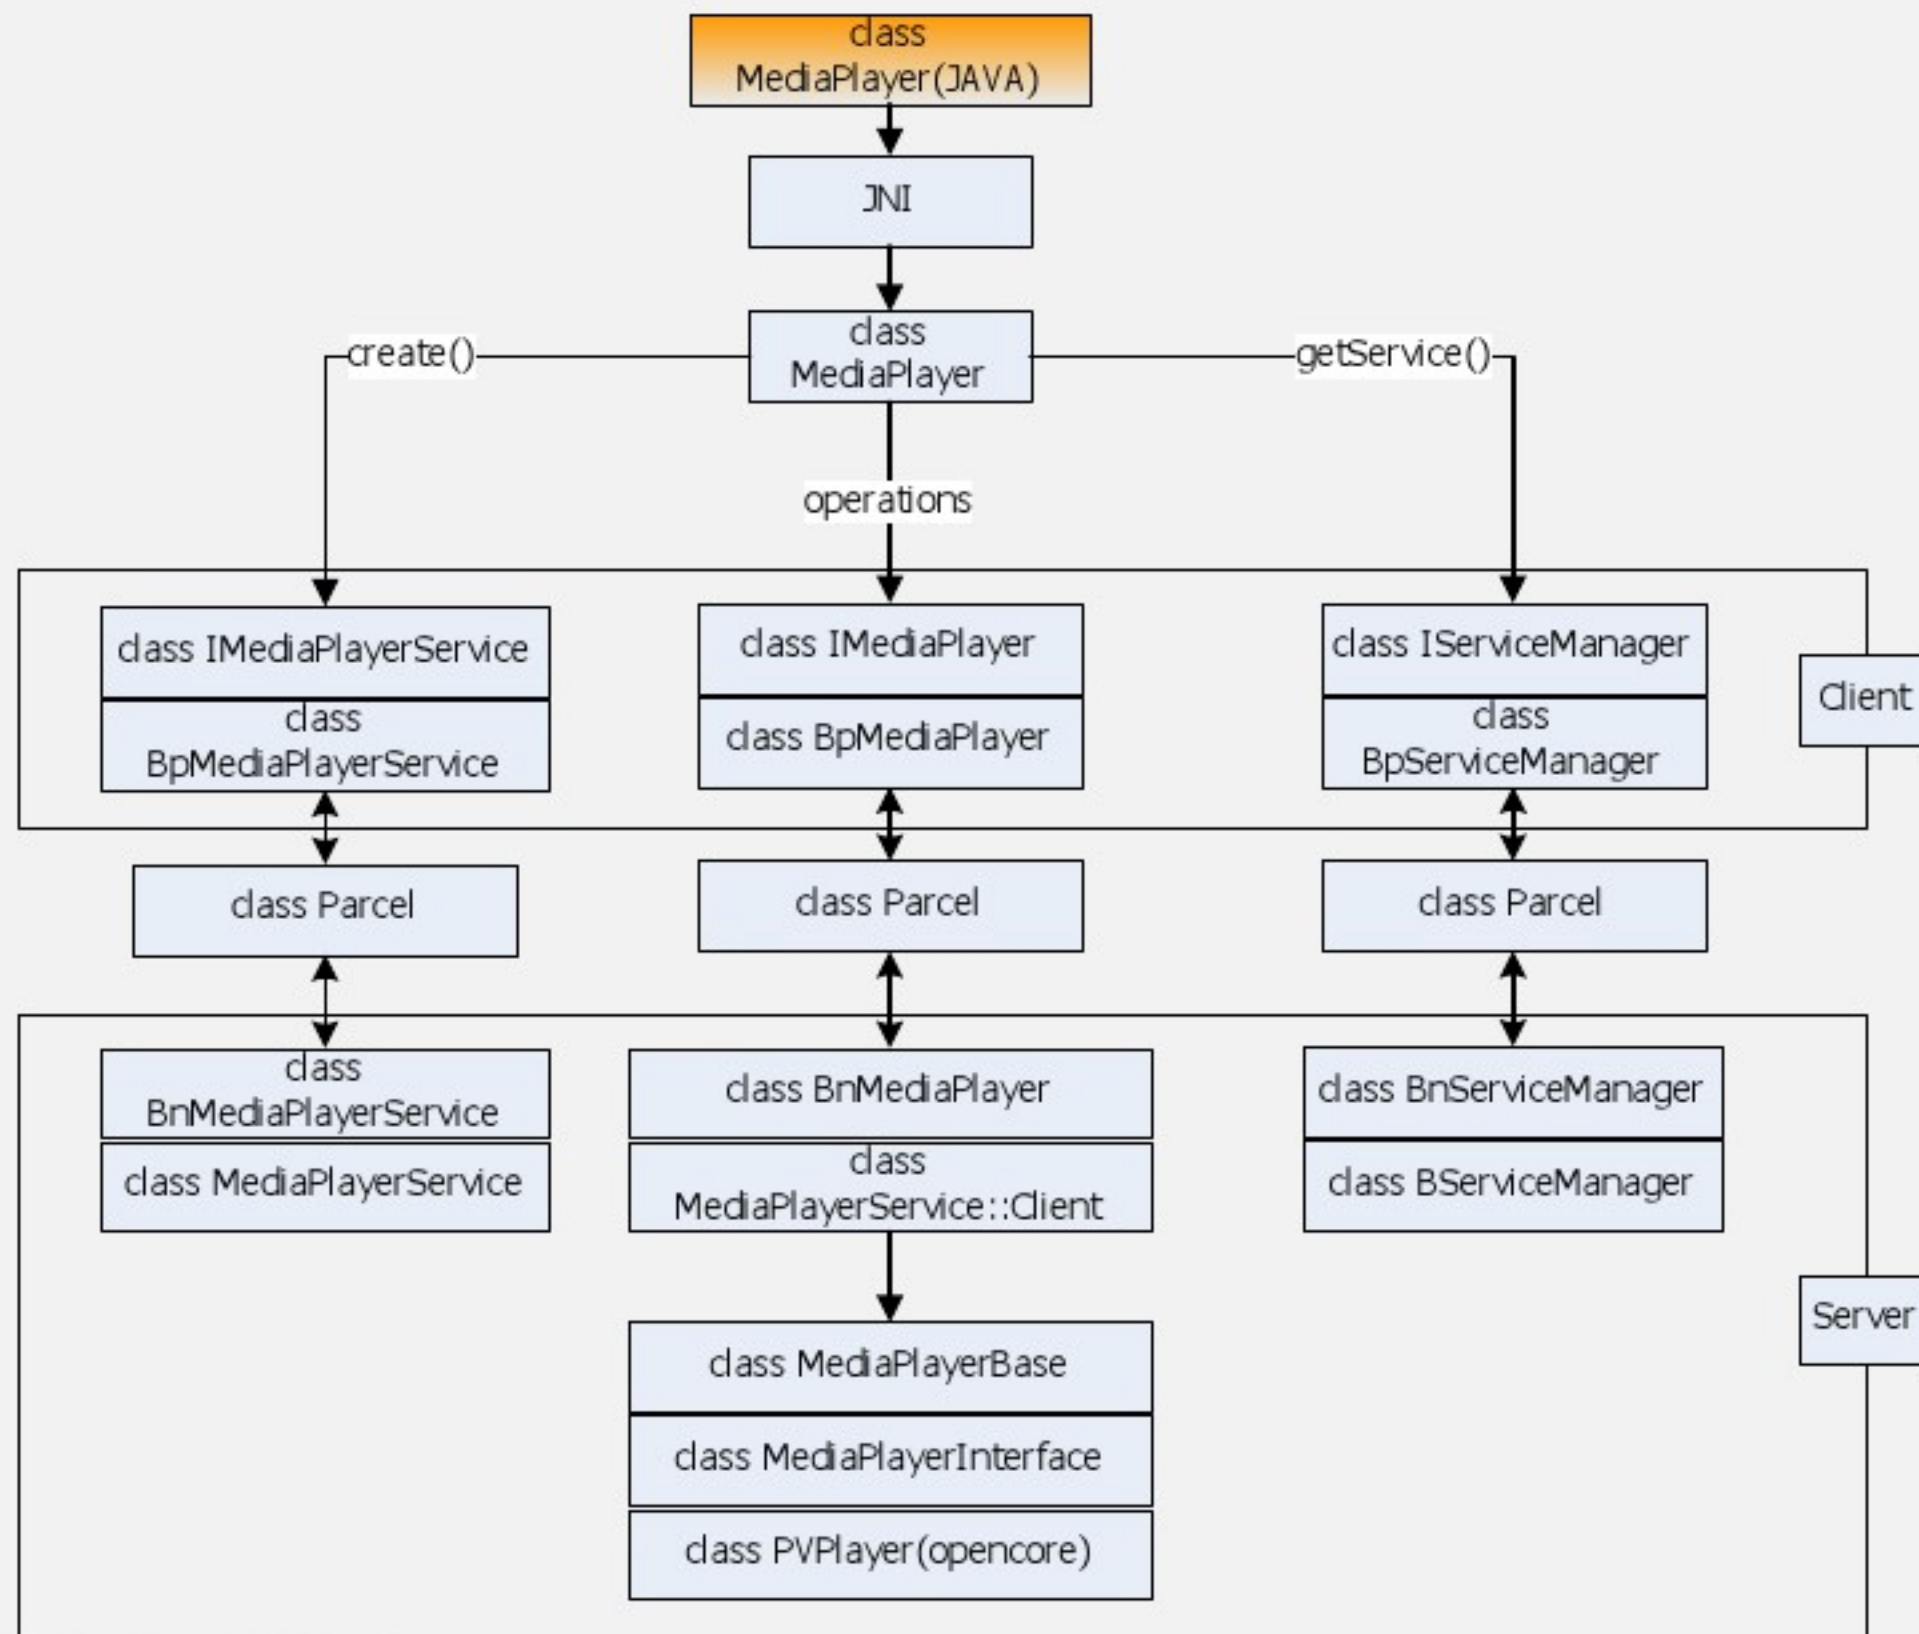 class
MediaPlayer(JAVA)
JNI
class
MediaPlayer
create()
getService()
operations
class IMediaPlayerService
class
BpMediaPlayerService
class IMediaPlayer
class BpMediaPlayer
class IServiceManager
class
BpServiceManager
Client
class Parcel
class Parcel
class Parcel
class
BnMediaPlayerService
class MediaPlayerService
class BnMediaPlayer
class
MediaPlayerService::Client
class BnServiceManager
class BServiceManager
Server
class MediaPlayerBase
class MediaPlayerInterface
class PVPlayer(opencore)